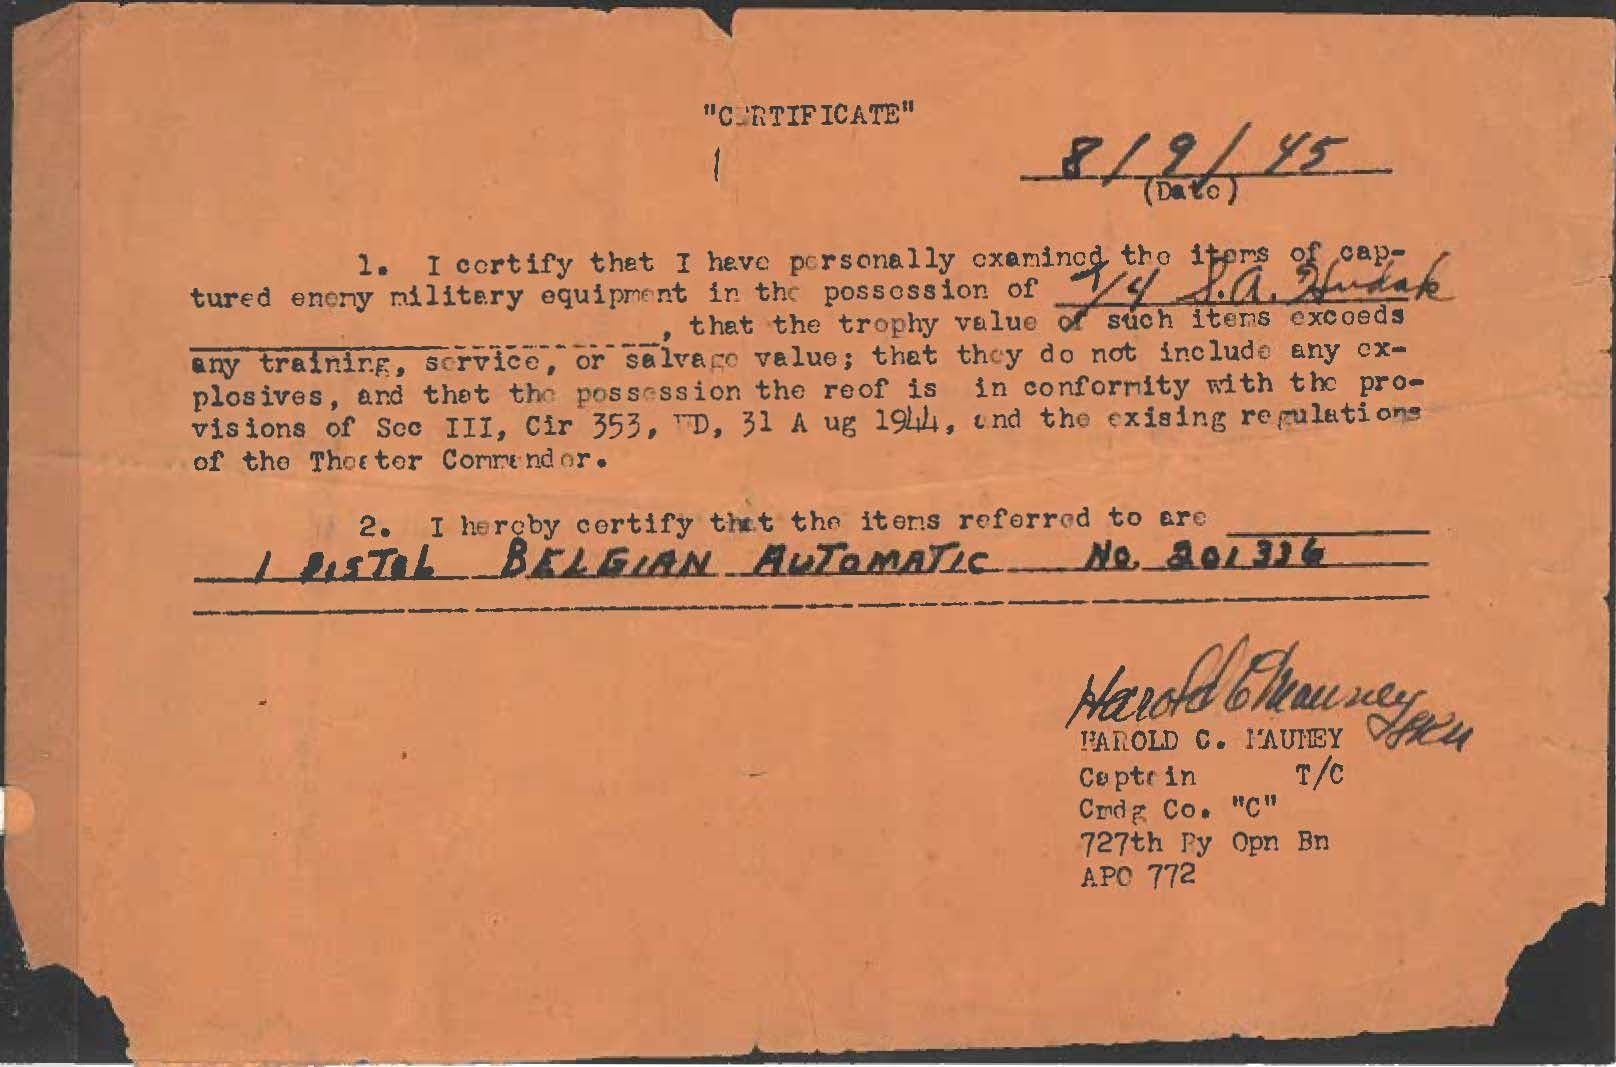 "CERTIFICATE"
8/9/45
(Date)
1. I certify that I have personally examined the items of cap-
tured enemy military equipment in the possession of T/4 S.A. Hudak
, that the trophy value of such items exceeds
any training, service, or salvage value; that they do not include any ex-
plosives, and that the possession the reof is in conformity with the pro-
visions of Sec III, Cir 353, WD, 31 A ug 1944, and the exising regulations
of the Theater Commander.
2. I hereby certify that the items referred to are
1 PISTOL BELGIAN AUTOMATIC No. 201336
Harold C Mauney
HAROLD C. MAUNEY
Captain T/C
Cmdg Co. "C"
727th Ry Opn Bn
APO 772